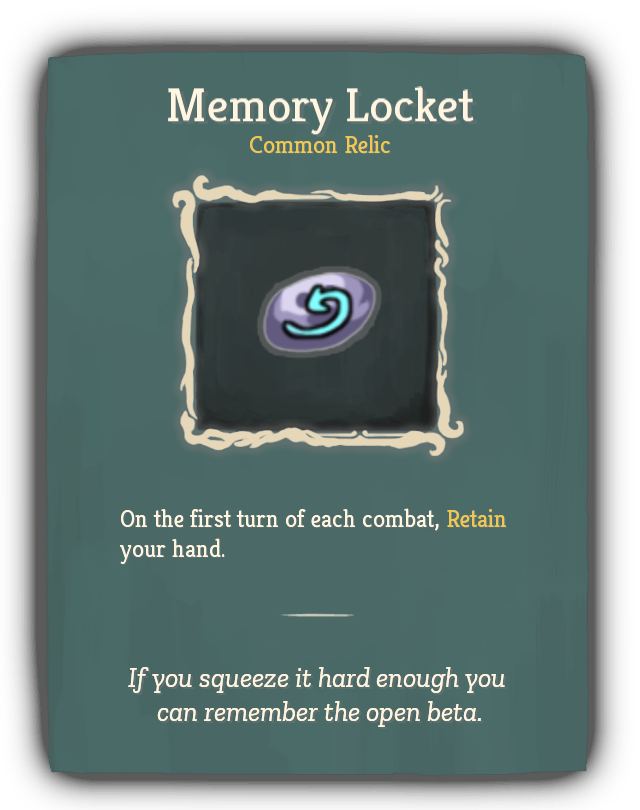 Memory Locket
Common Relic
On the first turn of each combat, Retain
your hand.
If you squeeze it hard enough you
can remember the open beta.